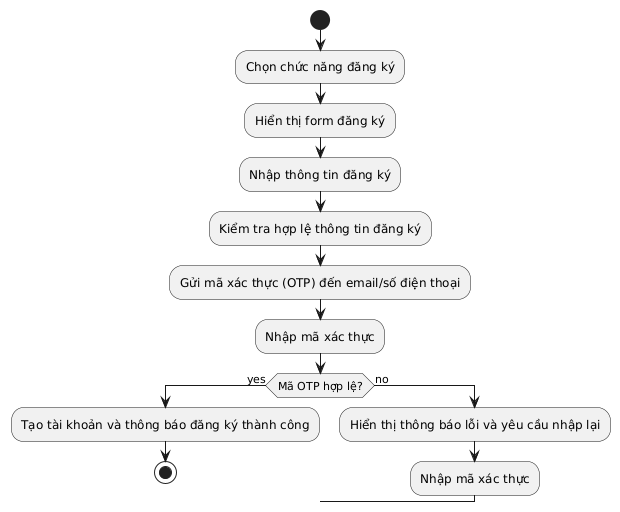 Chọn chức năng đăng ký
Hiển thị form đăng ký
Nhập thông tin đăng ký
Kiểm tra hợp lệ thông tin đăng ký
Gửi mã xác thực (OTP) đến email/số điện thoại
Nhập mã xác thực
yes
Mã OTP hợp lệ?
no
Tạo tài khoản và thông báo đăng ký thành công
Hiển thị thông báo lỗi và yêu cầu nhập lại
Nhập mã xác thực